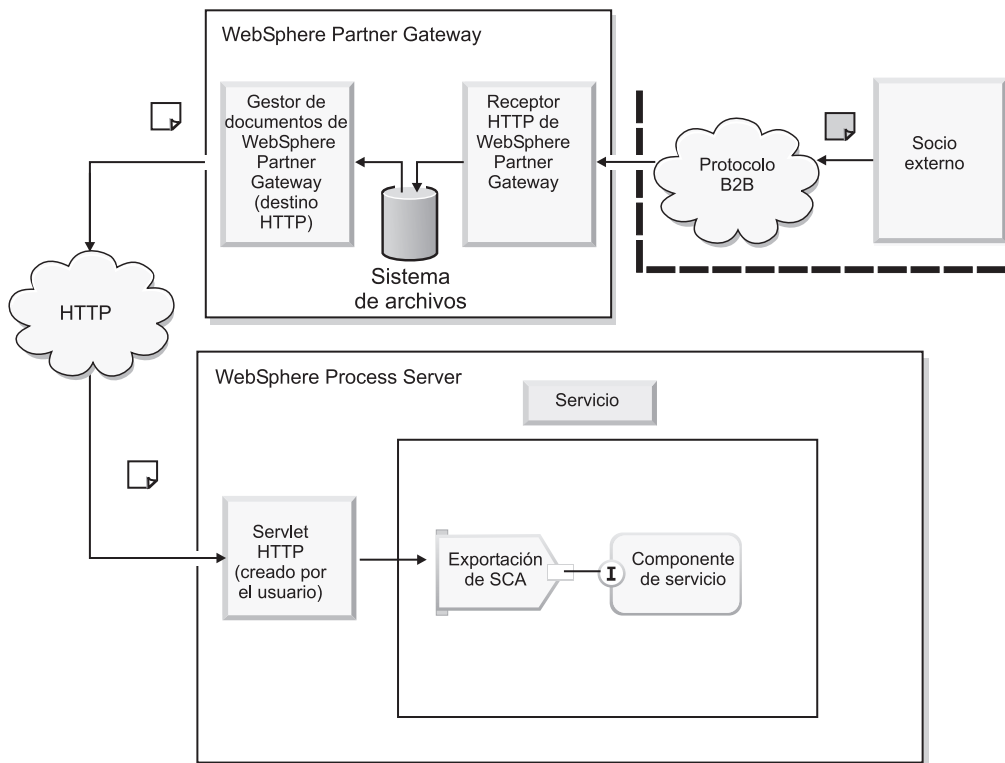 WebSphere Partner Gateway
Gestor de
documentos de
WebSphere
Partner
Gateway
(destino
HTTP)
Receptor
HTTP de
WebSphere
Partner
Gateway
Sistema
de archivos
Protocolo
B2B
Socio
externo
HTTP
WebSphere Process Server
Servicio
Servlet
HTTP
(creado por
el usuario)
Exportación
de SCA
I
Componente
de servicio